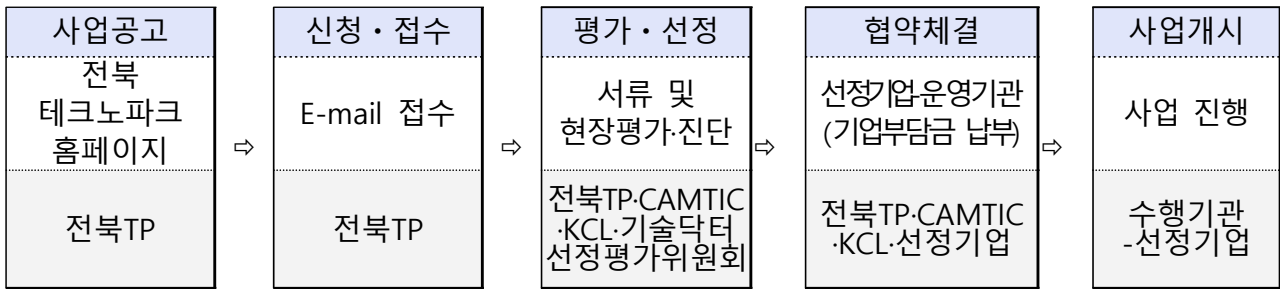 사업공고
전북
테크노파크
홈페이지
전북TP
⇨
신청・접수
E-mail 접수
전북TP
⇨
평가・선정
서류 및
현장평가·진단
전북TP·CAMTIC
·KCL·기술닥터
선정평가위원회
⇨
협약체결
선정기업-운영기관
(기업부담금 납부)
전북TP·CAMTIC
·KCL·선정기업
⇨
사업개시
사업 진행
수행기관
-선정기업